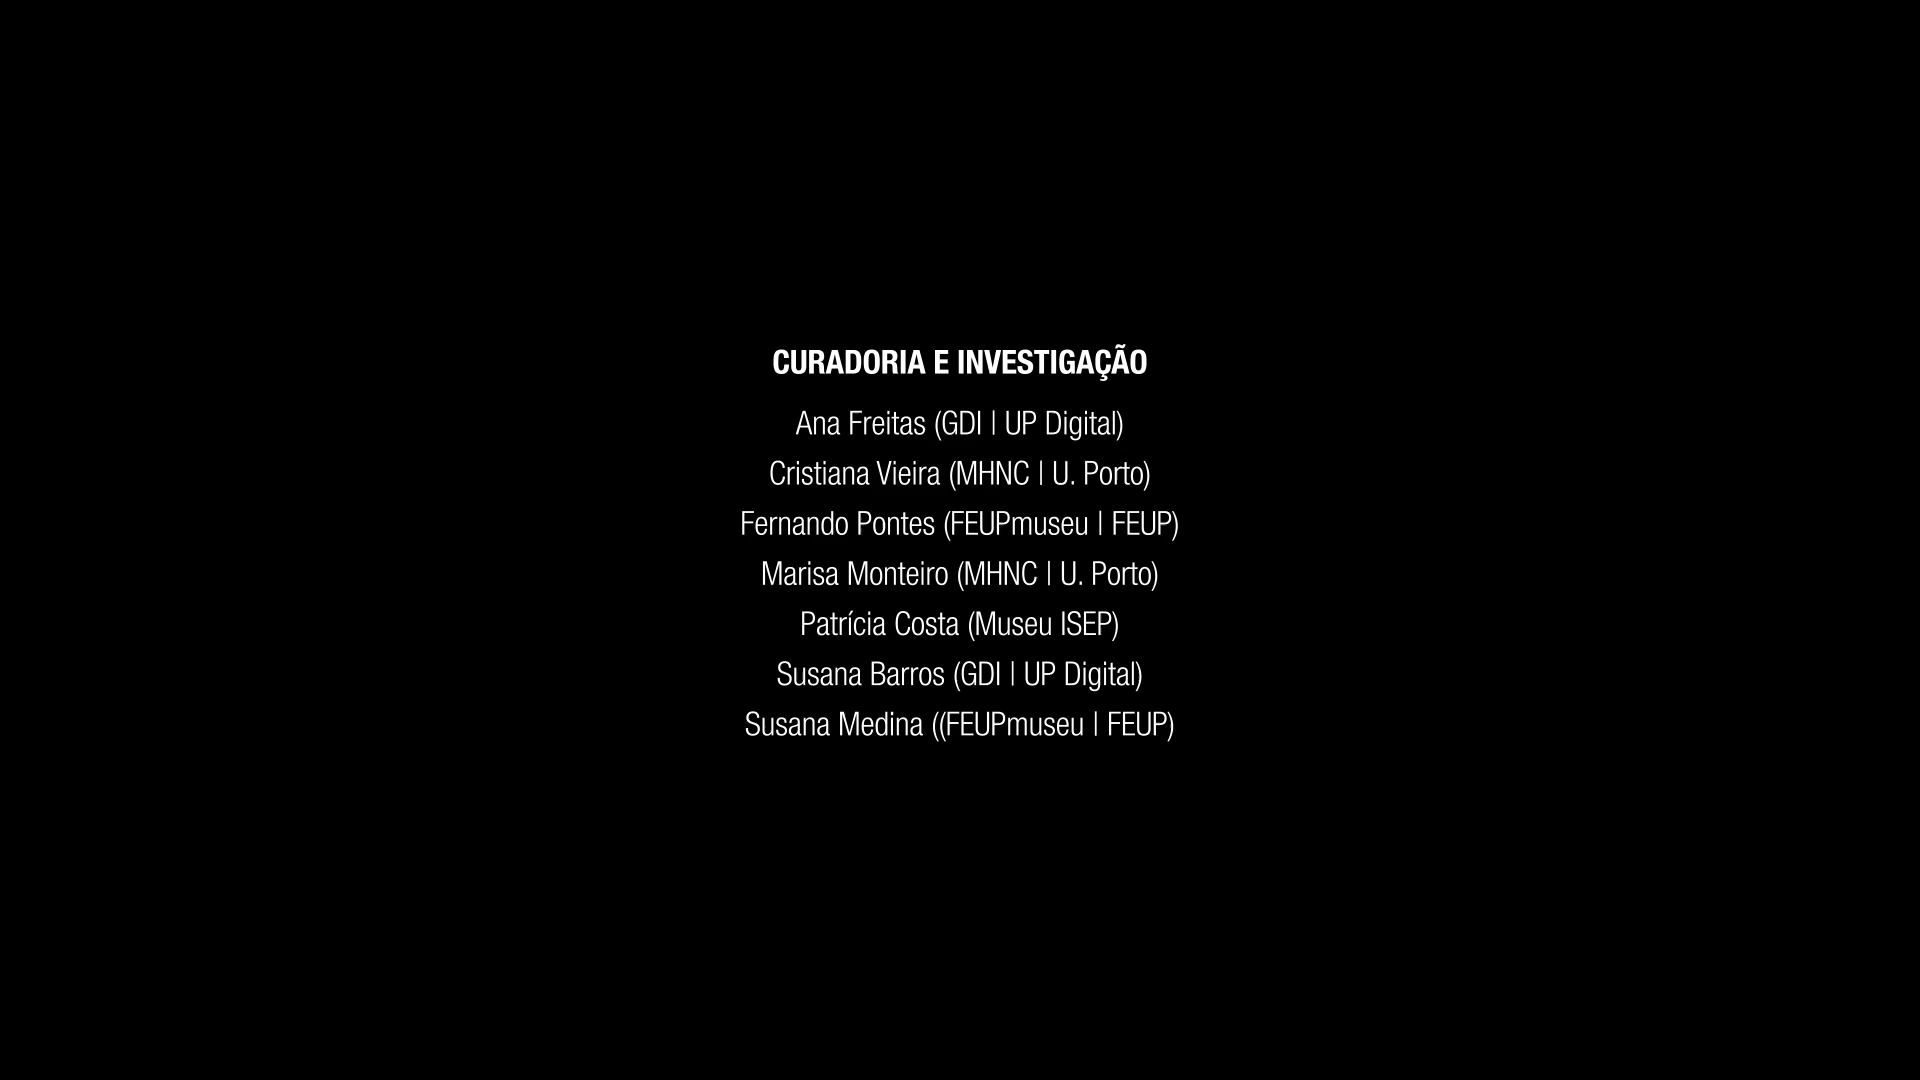 CURADORIA E INVESTIGAÇÃO
Ana Freitas (GDI | UP Digital)
Cristiana Vieira (MHNC | U. Porto)
Fernando Pontes (FEUPmuseu | FEUP)
Marisa Monteiro (MHNC | U. Porto)
Patrícia Costa (Museu ISEP)
Susana Barros (GDI | UP Digital)
Susana Medina ((FEUPmuseu | FEUP)